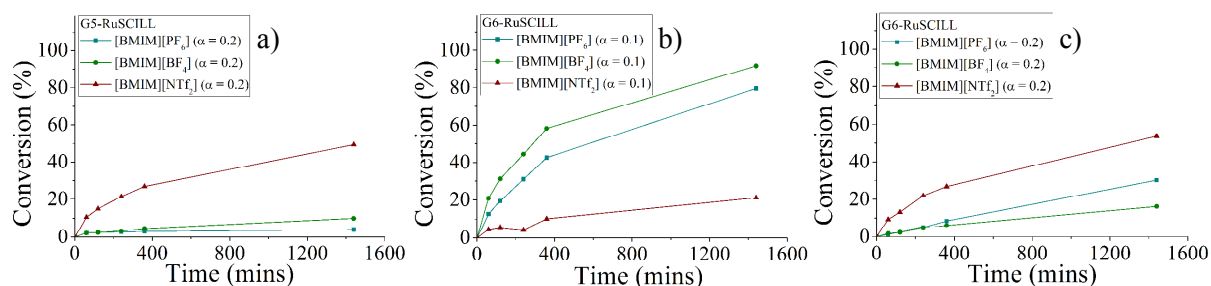 G5-RuSCILL
a)
[BMIM][PF6] (α = 0.2)
[BMIM][BF4] (α = 0.2)
[BMIM][NTf2] (α = 0.2)
100
80
60
40
20
0
Conversion (%)
0 400 800 1200 1600
Time (mins)
G6-RuSCILL
b)
[BMIM][PF6] (α = 0.1)
[BMIM][BF4] (α = 0.1)
[BMIM][NTf2] (α = 0.1)
100
80
60
40
20
0
Conversion (%)
0 400 800 1200 1600
Time (mins)
G6-RuSCILL
c)
[BMIM][PF6] (α – 0.2)
[BMIM][BF4] (α = 0.2)
[BMIM][NTf2] (α = 0.2)
100
80
60
40
20
0
Conversion (%)
0 400 800 1200 1600
Time (mins)